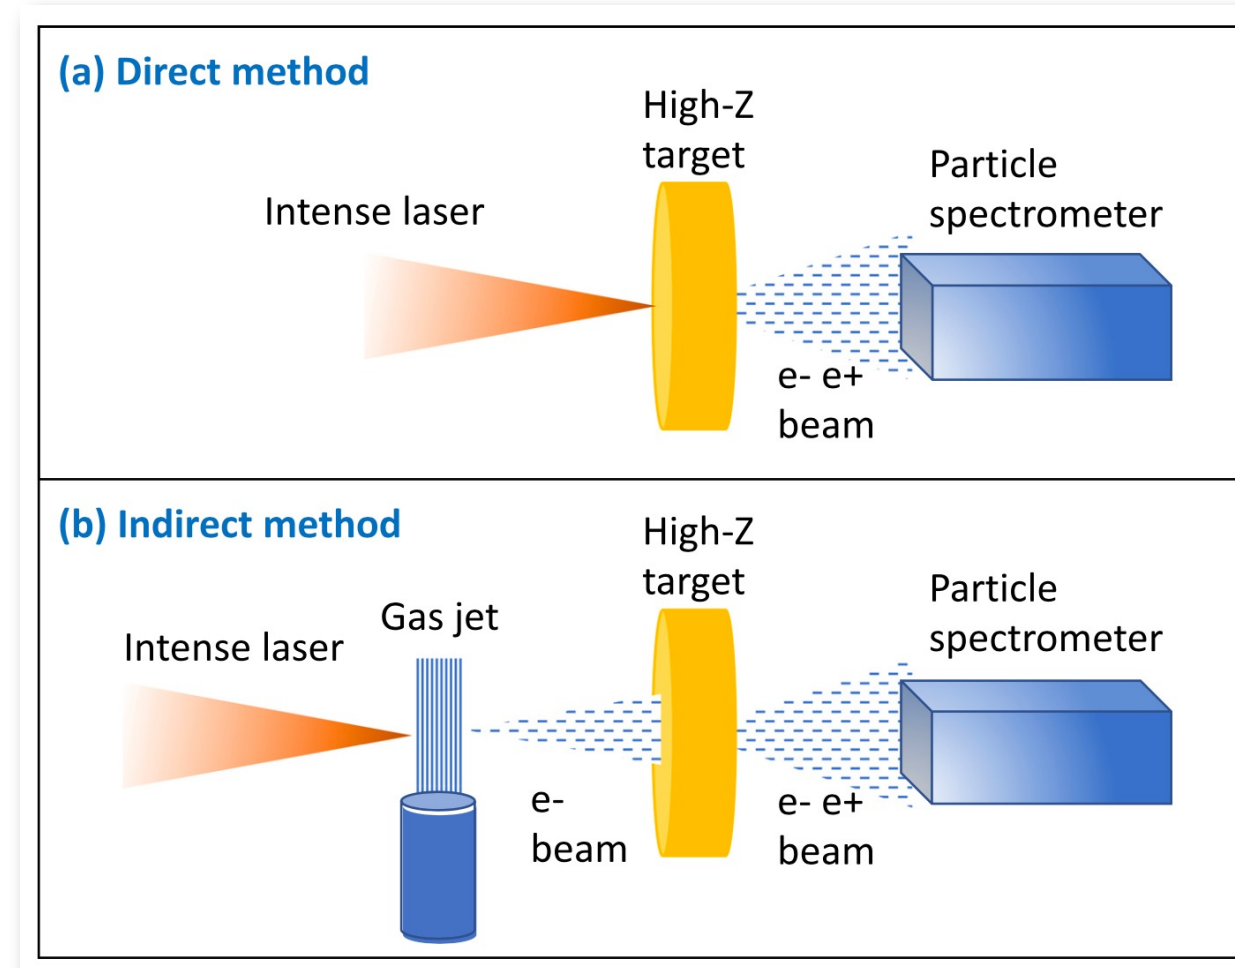 (a) Direct method
High-Z
target
Particle
spectrometer
Intense laser
e- e+
beam
(b) Indirect method
High-Z
target
Particle
spectrometer
Gas jet
Intense laser
e-
beam
e- e+
beam